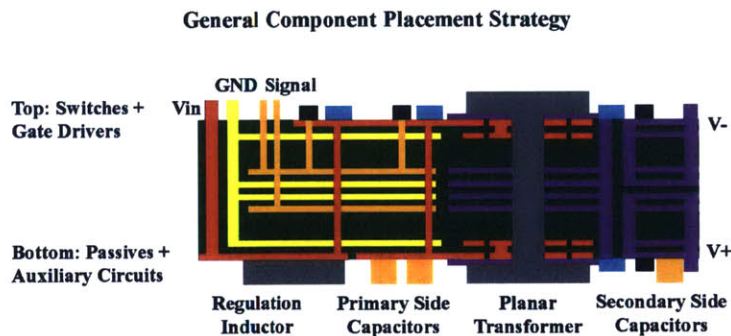 General Component Placement Strategy
GND Signal
Top: Switches +
Gate Drivers
Vin
V-
Bottom: Passives +
Auxiliary Circuits
V+
Regulation
Inductor
Primary Side
Capacitors
Planar
Transformer
Secondary Side
Capacitors